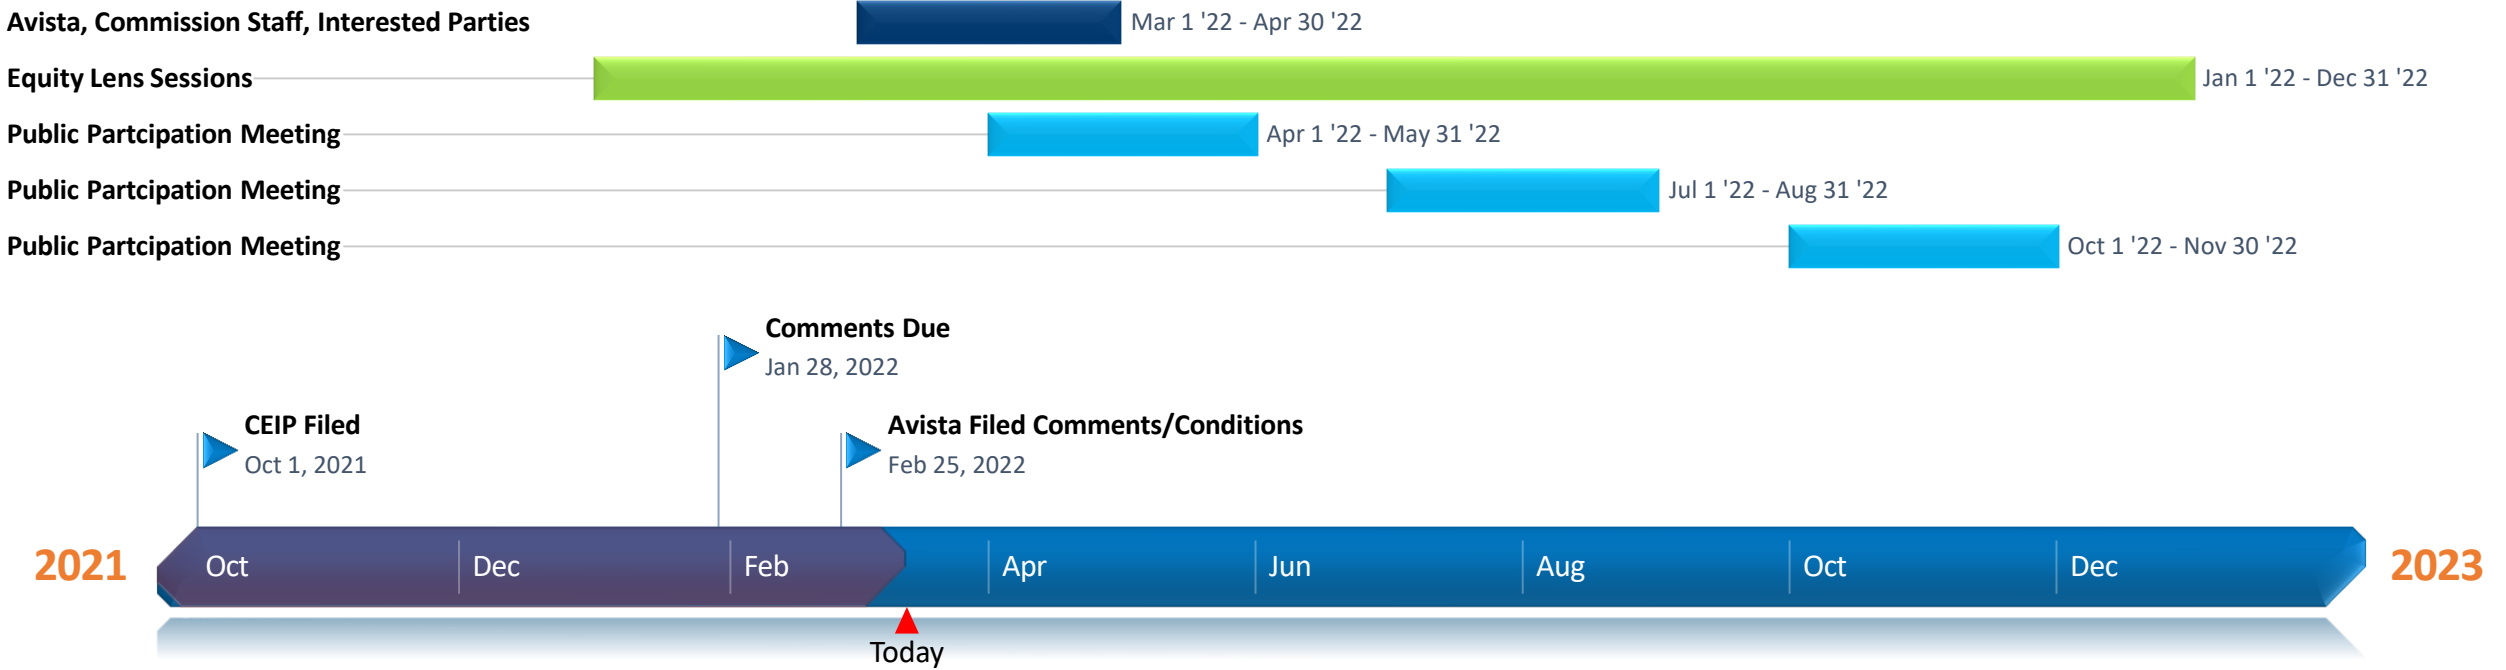 Avista, Commission Staff, Interested Parties Mar 1 '22 - Apr 30 '22
Equity Lens Sessions Jan 1 '22 - Dec 31 '22
Public Partcipation Meeting Apr 1 '22 - May 31 '22
Public Partcipation Meeting Jul 1 '22 - Aug 31 '22
Public Partcipation Meeting Oct 1 '22 - Nov 30 '22
Comments Due
Jan 28, 2022
CEIP Filed
Oct 1, 2021
Avista Filed Comments/Conditions
Feb 25, 2022
2021 Oct Dec Feb Apr Jun Aug Oct Dec 2023
Today